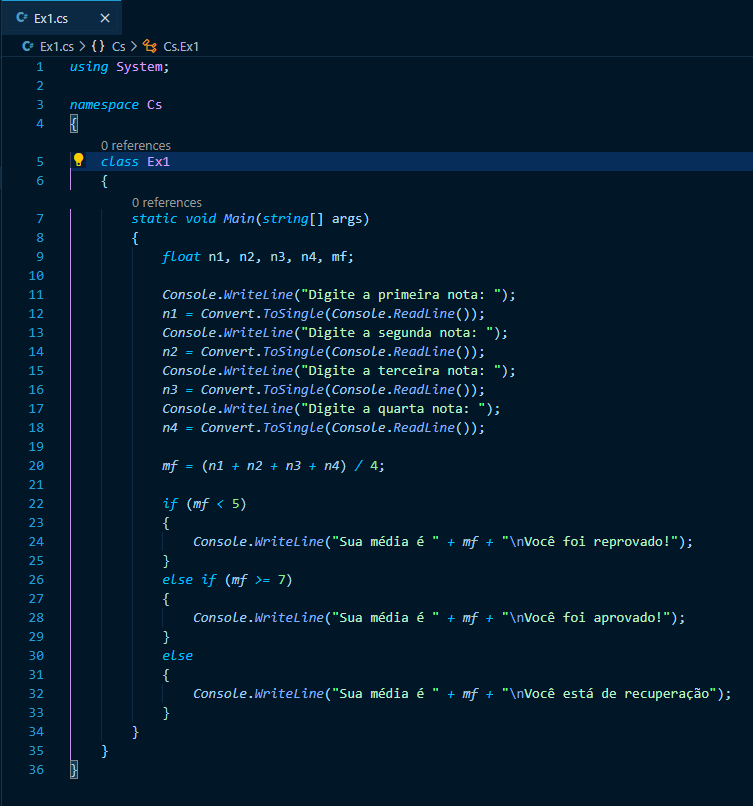 Ex1.cs ×
Ex1.cs > {} Cs > Cs.Ex1
1 using System;
2
3 namespace Cs
4 {
0 references
5 class Ex1
6 {
0 references
7 static void Main(string[] args)
8 {
9 float n1, n2, n3, n4, mf;
10
11 Console.WriteLine("Digite a primeira nota: ");
12 n1 = Convert.ToSingle(Console.ReadLine());
13 Console.WriteLine("Digite a segunda nota: ");
14 n2 = Convert.ToSingle(Console.ReadLine());
15 Console.WriteLine("Digite a terceira nota: ");
16 n3 = Convert.ToSingle(Console.ReadLine());
17 Console.WriteLine("Digite a quarta nota: ");
18 n4 = Convert.ToSingle(Console.ReadLine());
19
20 mf = (n1 + n2 + n3 + n4) / 4;
21
22 if (mf < 5)
23 {
24 Console.WriteLine("Sua média é " + mf + "\nVocê foi reprovado!");
25 }
26 else if (mf >= 7)
27 {
28 Console.WriteLine("Sua média é " + mf + "\nVocê foi aprovado!");
29 }
30 else
31 {
32 Console.WriteLine("Sua média é " + mf + "\nVocê está de recuperação");
33 }
34 }
35 }
36 }